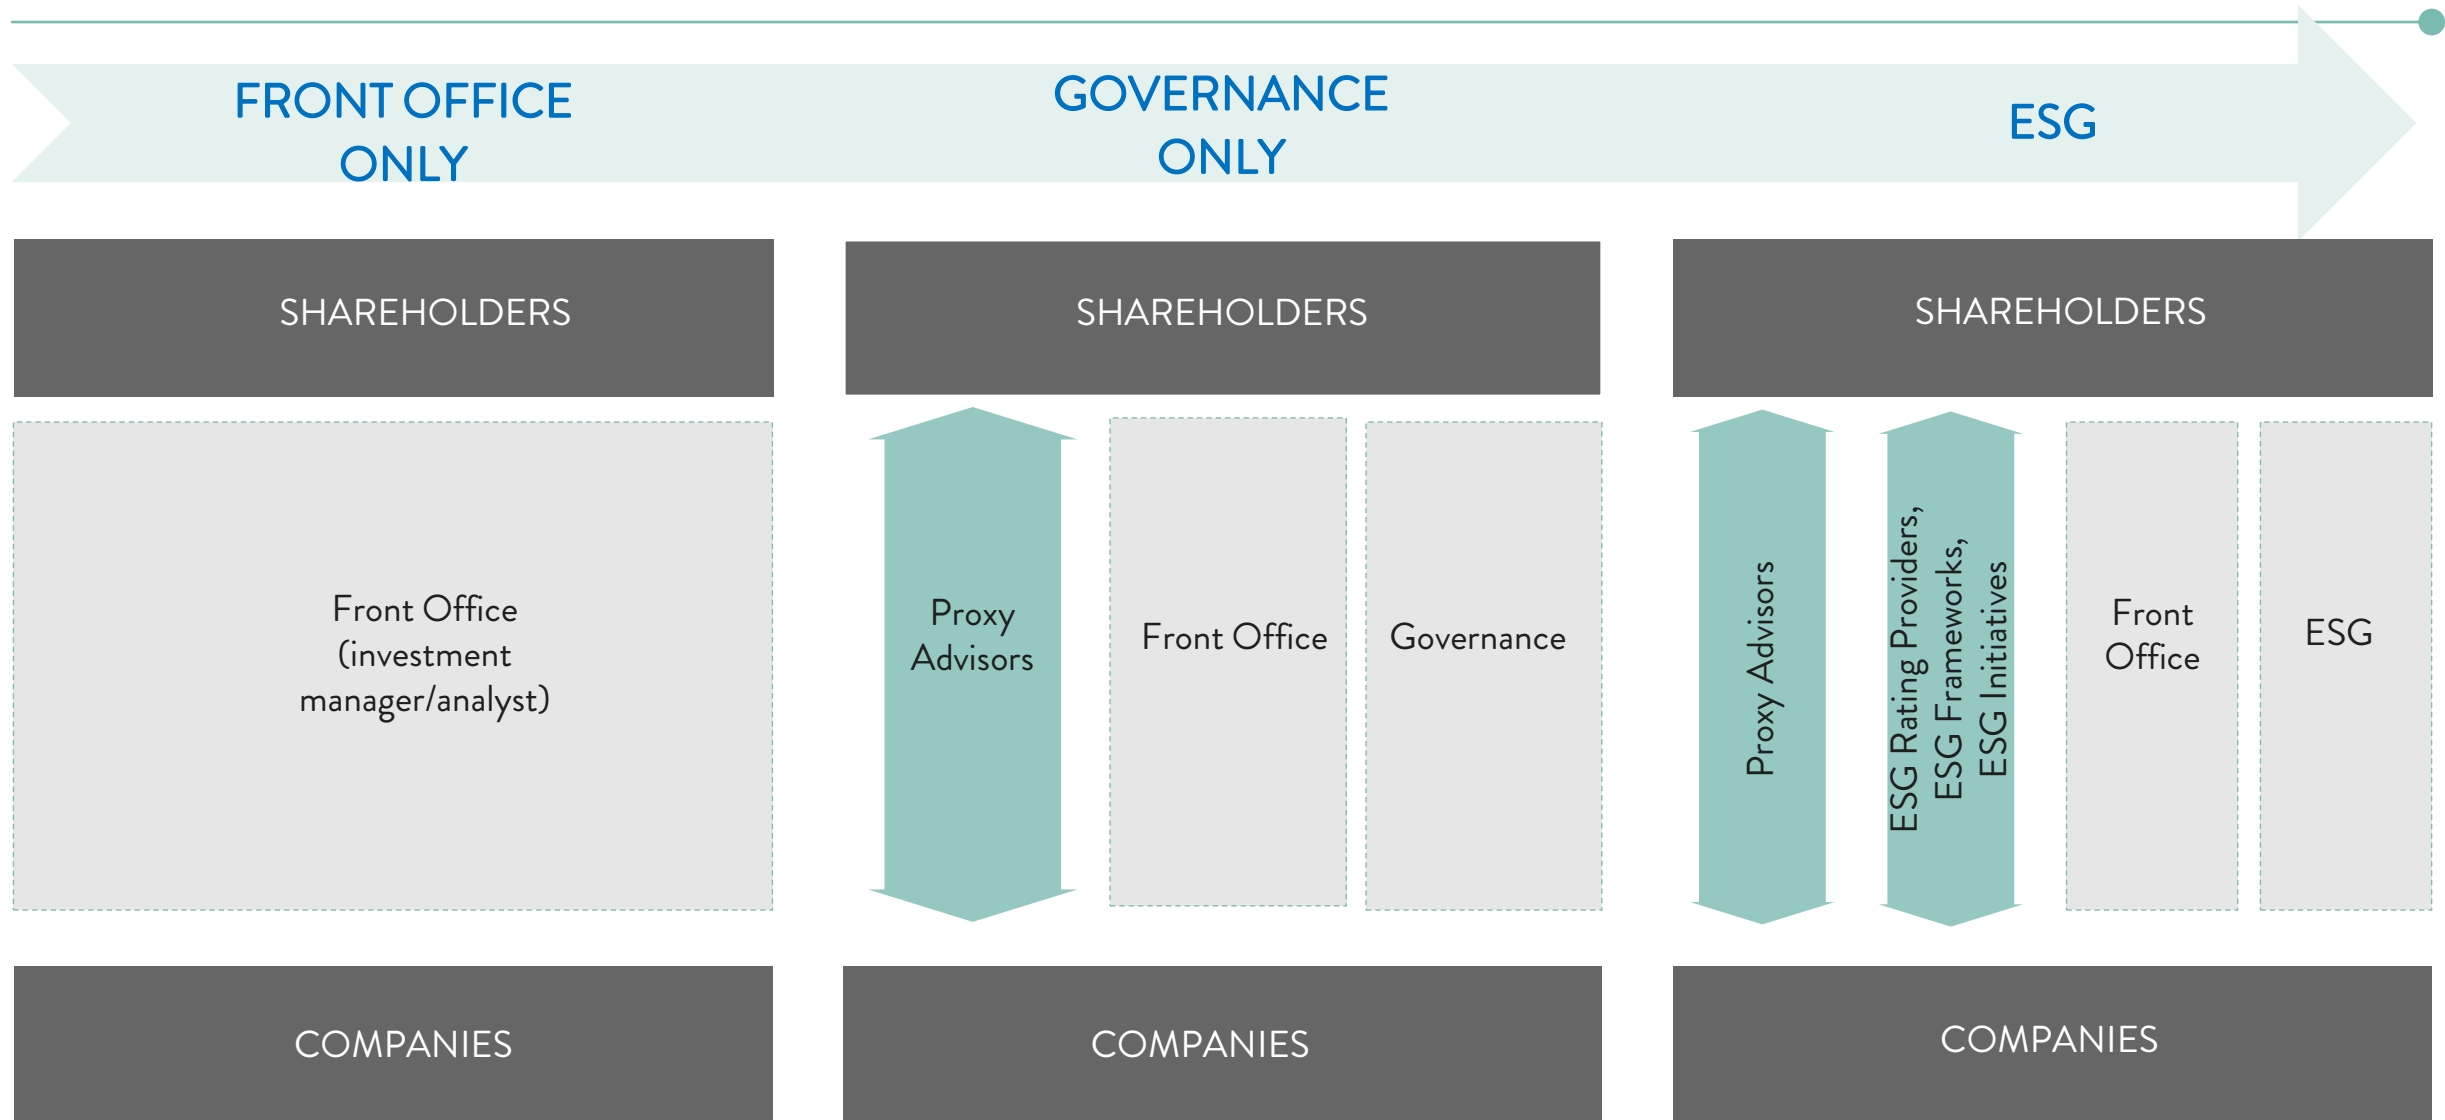 FRONT OFFICE
ONLY
GOVERNANCE
ONLY
ESG
SHAREHOLDERS
SHAREHOLDERS
SHAREHOLDERS
Front Office
(investment
manager/analyst)
Proxy
Advisors
Front Office
Governance
Proxy Advisors
ESG Rating Providers,
ESG Frameworks,
ESG Initiatives
Front
Office
ESG
COMPANIES
COMPANIES
COMPANIES